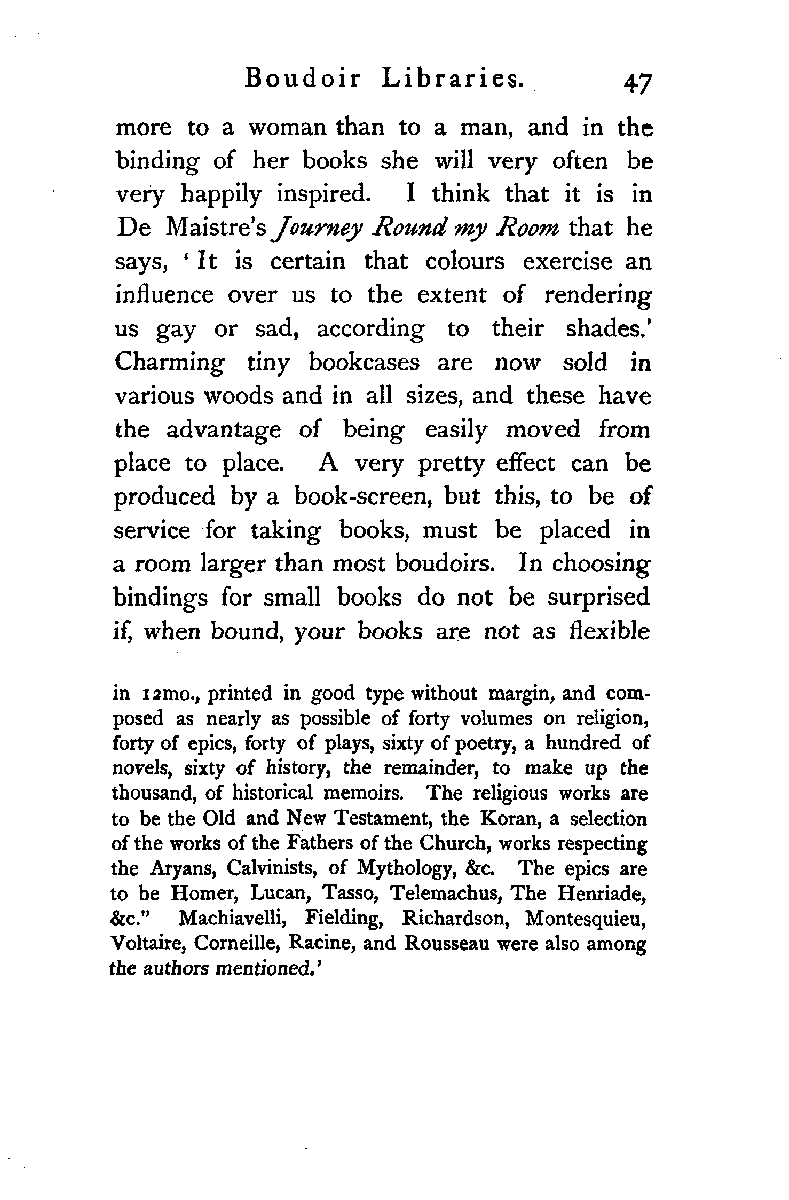 Boudoir Libraries. 47
more to a woman than to a man, and in the
binding of her books she will very often be
very happily inspired. I think that it is in
De Maistre's Journey Round my Room that he
says, ' It is certain that colours exercise an
influence over us to the extent of rendering
us gay or sad, according to their shades.'
Charming tiny bookcases are now sold in
various woods and in all sizes, and these have
the advantage of being easily moved from
place to place. A very pretty effect can be
produced by a book-screen, but this, to be of
service for taking books, must be placed in
a room larger than most boudoirs. In choosing
bindings for small books do not be surprised
if, when bound, your books are not as flexible
in 12mo., printed in good type without margin, and com-
posed as nearly as possible of forty volumes on religion,
forty of epics, forty of plays, sixty of poetry, a hundred of
novels, sixty of history, the remainder, to make up the
thousand, of historical memoirs. The religious works are
to be the Old and New Testament, the Koran, a selection
of the works of the Fathers of the Church, works respecting
the Aryans, Calvinists, of Mythology, &c. The epics are
to be Homer, Lucan, Tasso, Telemachus, The Henriade,
&c." Machiavelli, Fielding, Richardson, Montesquieu,
Voltaire, Corneille, Racine, and Rousseau were also among
the authors mentioned.'